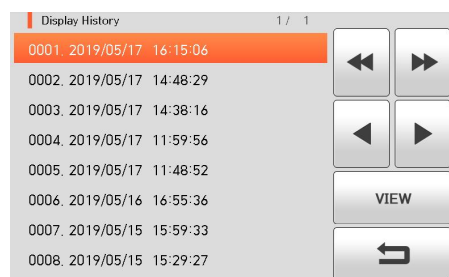 Display History 1/ 1
0001. 2019/05/17 16:15:06
0002. 2019/05/17 14:48:29
0003. 2019/05/17 14:38:16
0004. 2019/05/17 11:59:56
0005. 2019/05/17 11:48:52
0006. 2019/05/16 16:55:36
VIEW
0007. 2019/05/15 15:59:33
0008. 2019/05/15 15:29:27